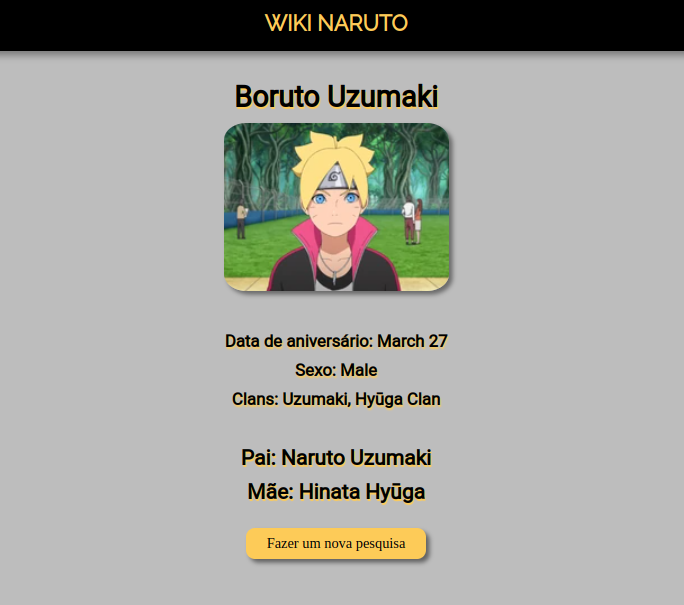 WIKI NARUTO
Boruto Uzumaki
Data de aniversário: March 27
Sexo: Male
Clans: Uzumaki, Hyūga Clan
Pai: Naruto Uzumaki
Mãe: Hinata Hyūga
Fazer um nova pesquisa